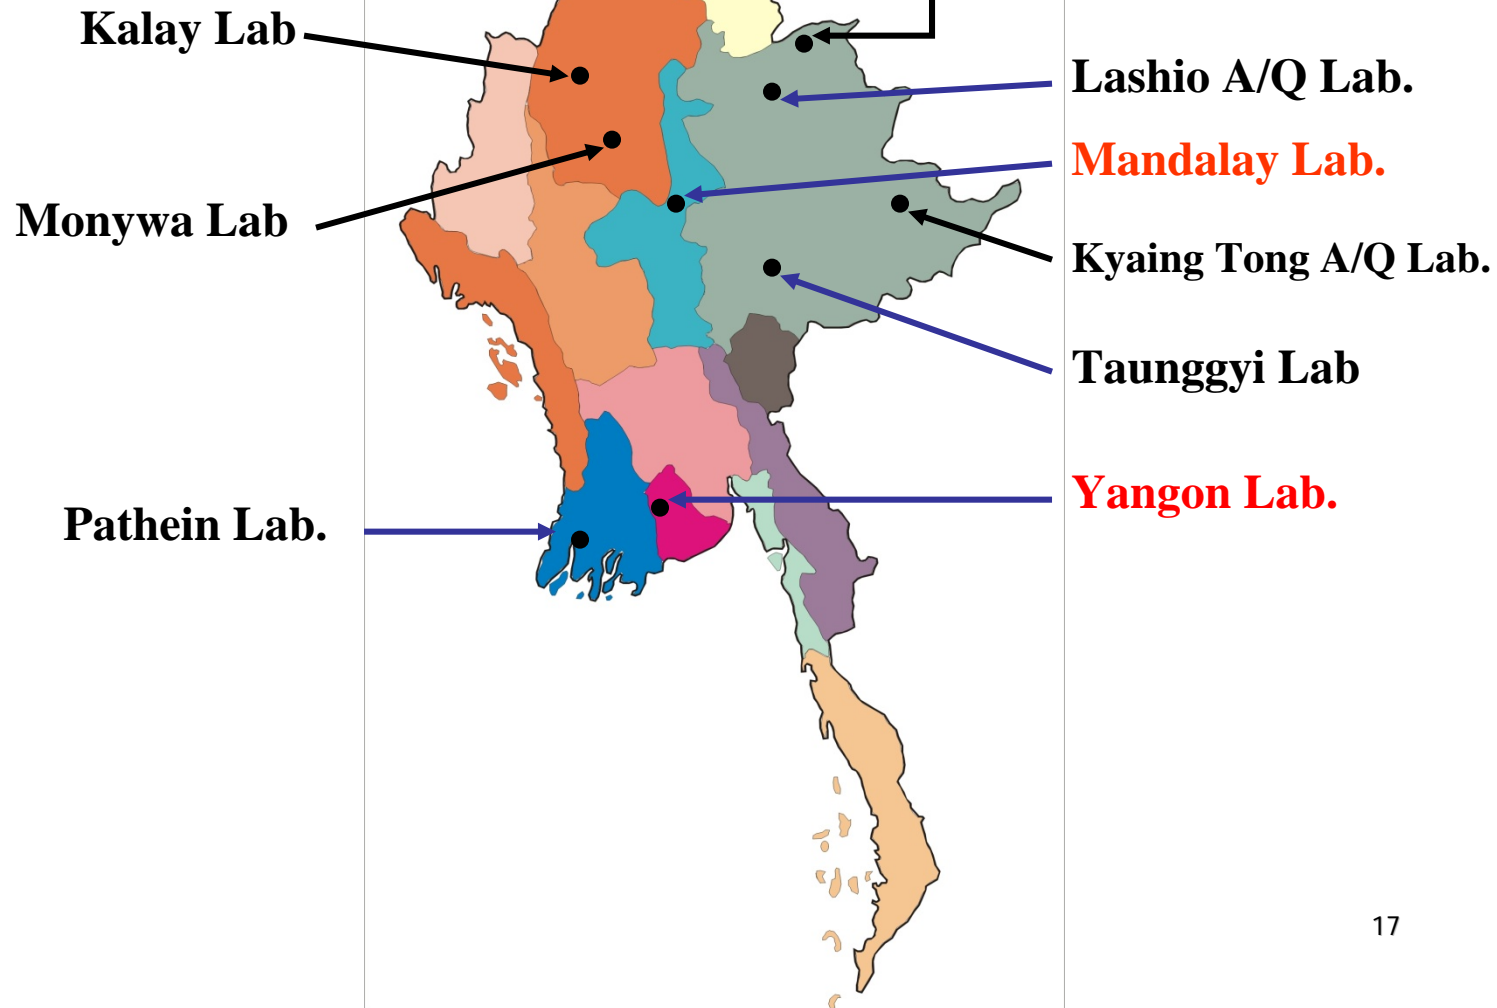 Kalay Lab
Lashio A/Q Lab.
Mandalay Lab.
Monywa Lab
Kyaing Tong A/Q Lab.
Taunggyi Lab
Yangon Lab.
Pathein Lab.
17